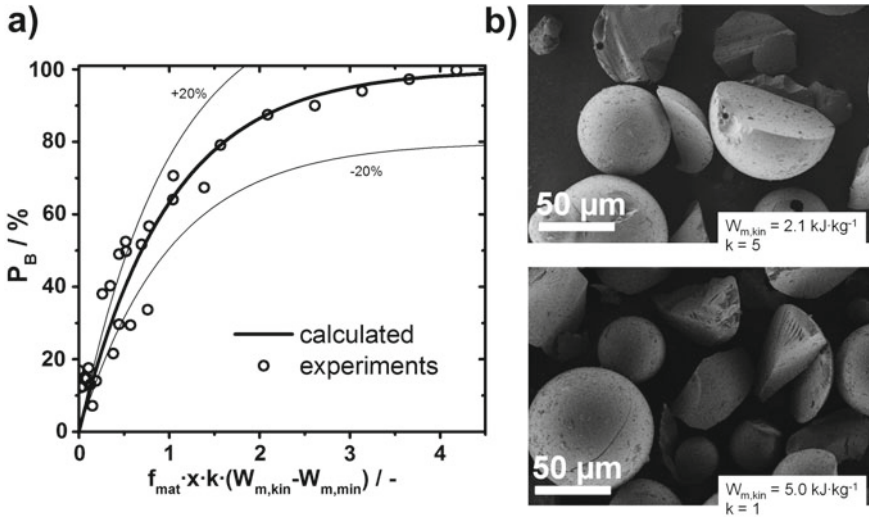 a)
100
80
60
40
20
0
P_B / %
+20%
-20%
calculated
experiments
0 1 2 3 4
f_mat·x·k·(W_m,kin-W_m,min) / -
b)
50 µm
W_m,kin = 2.1 kJ·kg⁻¹
k = 5
50 µm
W_m,kin = 5.0 kJ·kg⁻¹
k = 1